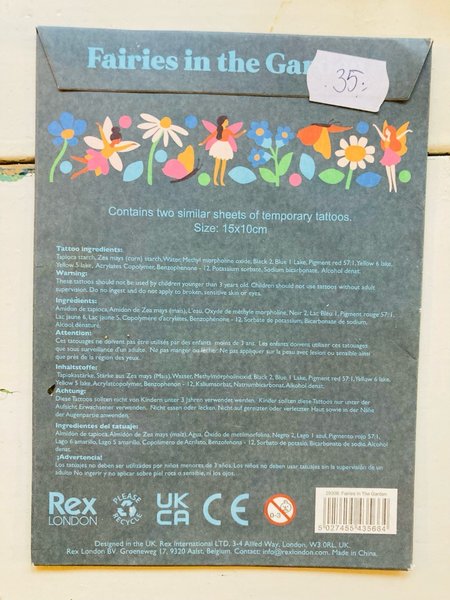 Fairies in the Gar
35:-
Contains two similar sheets of temporary tattoos.
Size: 15x10cm
Tattoo ingredients:
Tapioca starch, Zea mays (corn) starch, Water, Methyl morpholine oxide, Black 2, Blue 1 Lake, Pigment red 57:1, Yellow 6 lake,
Yellow 5 lake, Acrylates Copolymer, Benzophenone - 12, Potassium sorbate, Sodium bicarbonate, Alcohol denat.
Warning:
These tattoos should not be used by children younger than 3 years old. Children should not use tattoos without adult
supervision. Do no ingest and do not apply to broken, sensitive skin or eyes.
Ingrédients:
Amidon de tapioca, Amidon de Zea mays (maïs), L'eau, Oxyde de méthyle morpholine, Noir 2, Lac Bleu 1, Pigment rouge 57:1,
Lac jaune 6, Lac jaune 5, Copolymère d'acrylates, Benzophénone - 12, Sorbate de potassium, Bicarbonate de sodium,
Alcool dénaturé
Attention:
Ces tatouages ne doivent pas être utilisés par des enfants moins de 3 ans. Les enfants doivent utiliser ces tatouages
que sous surveillance d'un adulte. Ne pas manger ou lécher. Ne pas appliquer sur la peau avec lésion ou sensible ainsi
que près de la région des yeux.
Inhaltsstoffe:
Tapiokastärke, Stärke aus Zea mays (Mais), Wasser, Methylmorpholinoxid, Black 2, Blue 1 Lake, Pigment Red 57:1, Yellow 6 lake,
Yellow 5 lake, Acrylates Copolymer, Benzophenon - 12, Kaliumsorbat, Natriumbicarbonat, Alkohol denat.
Achtung:
Diese Tattoos sollten nicht von Kindern unter 3 Jahren verwendet werden. Kinder sollten diese Tattoos nur unter der
Aufsicht Erwachsener verwenden. Nicht essen oder lecken. Nicht auf gereizter oder verletzter Haut sowie in der Nähe
der Augenpartie anwenden.
Ingredientes del tatuaje:
Almidón de tapioca, Almidón de Zea mays (maíz), Agua, Óxido de metilmorfolina, Negro 2, Lago 1 azul, Pigmento rojo 57:1,
Lago 6 amarillo, Lago 5 amarillo, Copolímero de Acrilato, Benzofenona - 12, Sorbato de potasio, Bicarbonato de sodio, Alcohol
denat
¡Advertencia!
Los tatuajes no deben ser utilizados por niños menores de 3 años. Los niños no deben usar tatuajes sin la supervisión de un
adulto No ingerir y no aplicar sobre piel rota o sensible, ni los ojos.
Rex
LONDON
PLEASE
RECYCLE
UK
CA
CE
0-3
29308: Fairies In The Garden
5 027455 435684
Designed in the UK. Rex International LTD, 3-4 Allied Way, London, W3 0RL, UK.
Rex London BV. Groeneweg 17, 9320 Aalst, Belgium. Contact: info@rexlondon.com. Made in China.